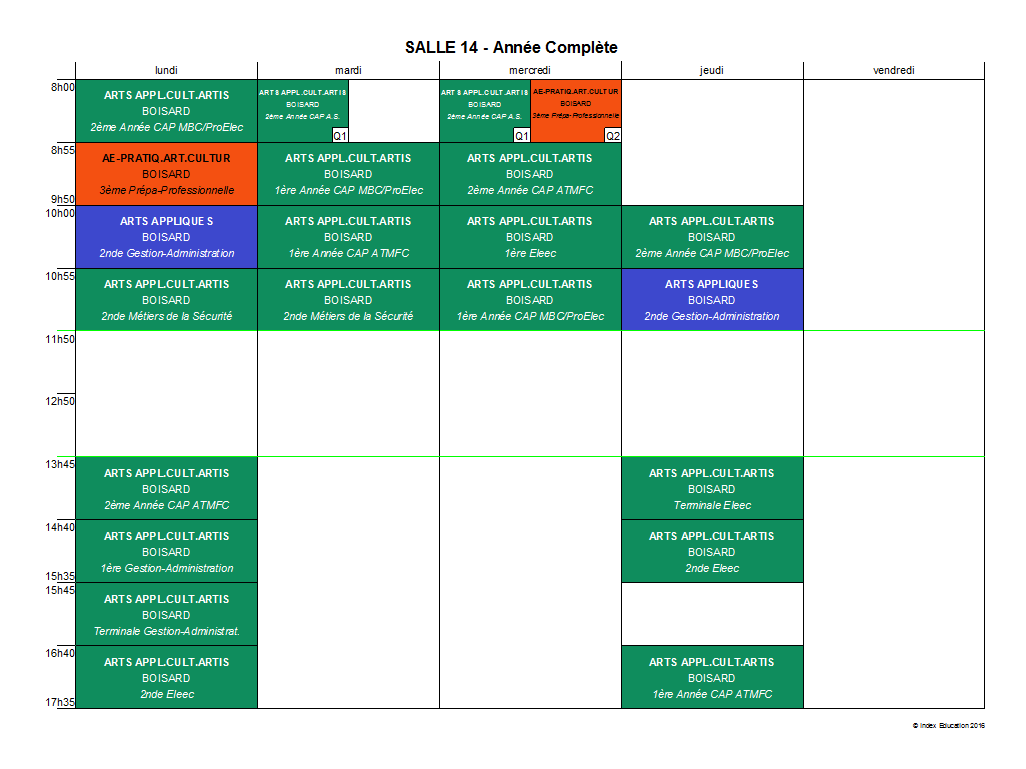 SALLE 14 - Année Complète
lundi mardi mercredi jeudi vendredi
8h00
ARTS APPL.CULT.ARTIS
BOISARD
2ème Année CAP MBC/ProElec
ARTS APPL.CULT.ARTIS
BOISARD
2ème Année CAP A.S.
Q1
ARTS APPL.CULT.ARTIS
BOISARD
2ème Année CAP A.S.
Q1
AE-PRATIQ.ART.CULTUR
BOISARD
3ème Prépa-Professionnelle
Q2
8h55
AE-PRATIQ.ART.CULTUR
BOISARD
3ème Prépa-Professionnelle
ARTS APPL.CULT.ARTIS
BOISARD
1ère Année CAP MBC/ProElec
ARTS APPL.CULT.ARTIS
BOISARD
2ème Année CAP ATMFC
9h50
10h00
ARTS APPLIQUES
BOISARD
2nde Gestion-Administration
ARTS APPL.CULT.ARTIS
BOISARD
1ère Année CAP ATMFC
ARTS APPL.CULT.ARTIS
BOISARD
1ère Eleec
ARTS APPL.CULT.ARTIS
BOISARD
2ème Année CAP MBC/ProElec
10h55
ARTS APPL.CULT.ARTIS
BOISARD
2nde Métiers de la Sécurité
ARTS APPL.CULT.ARTIS
BOISARD
2nde Métiers de la Sécurité
ARTS APPL.CULT.ARTIS
BOISARD
1ère Année CAP MBC/ProElec
ARTS APPLIQUES
BOISARD
2nde Gestion-Administration
11h50
12h50
13h45
ARTS APPL.CULT.ARTIS
BOISARD
2ème Année CAP ATMFC
ARTS APPL.CULT.ARTIS
BOISARD
Terminale Eleec
14h40
ARTS APPL.CULT.ARTIS
BOISARD
1ère Gestion-Administration
ARTS APPL.CULT.ARTIS
BOISARD
2nde Eleec
15h35
15h45
ARTS APPL.CULT.ARTIS
BOISARD
Terminale Gestion-Administrat.
16h40
ARTS APPL.CULT.ARTIS
BOISARD
2nde Eleec
ARTS APPL.CULT.ARTIS
BOISARD
1ère Année CAP ATMFC
17h35
© Index Education 2016